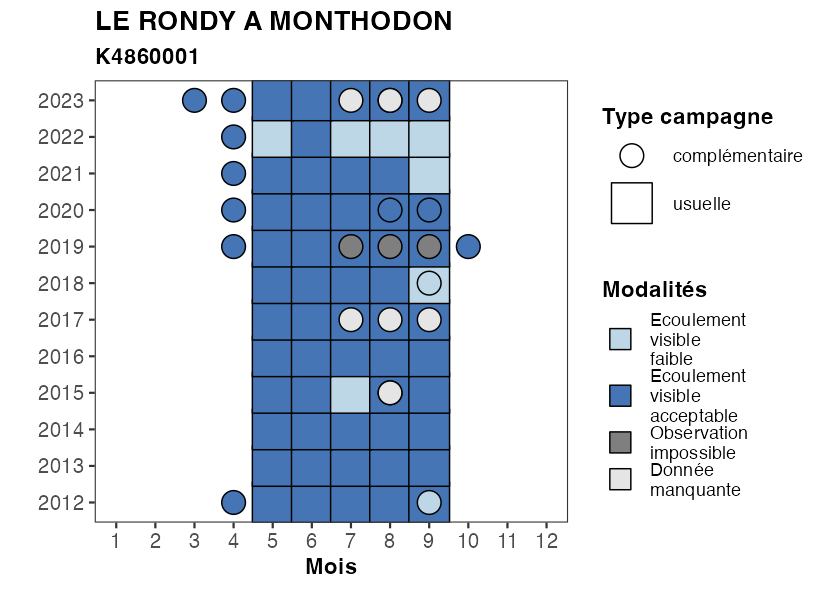 LE RONDY A MONTHODON
K4860001
2023
2022
2021
2020
2019
2018
2017
2016
2015
2014
2013
2012
1 2 3 4 5 6 7 8 9 10 11 12
Mois
Type campagne
complémentaire
usuelle
Modalités
Ecoulement
visible
faible
Ecoulement
visible
acceptable
Observation
impossible
Donnée
manquante